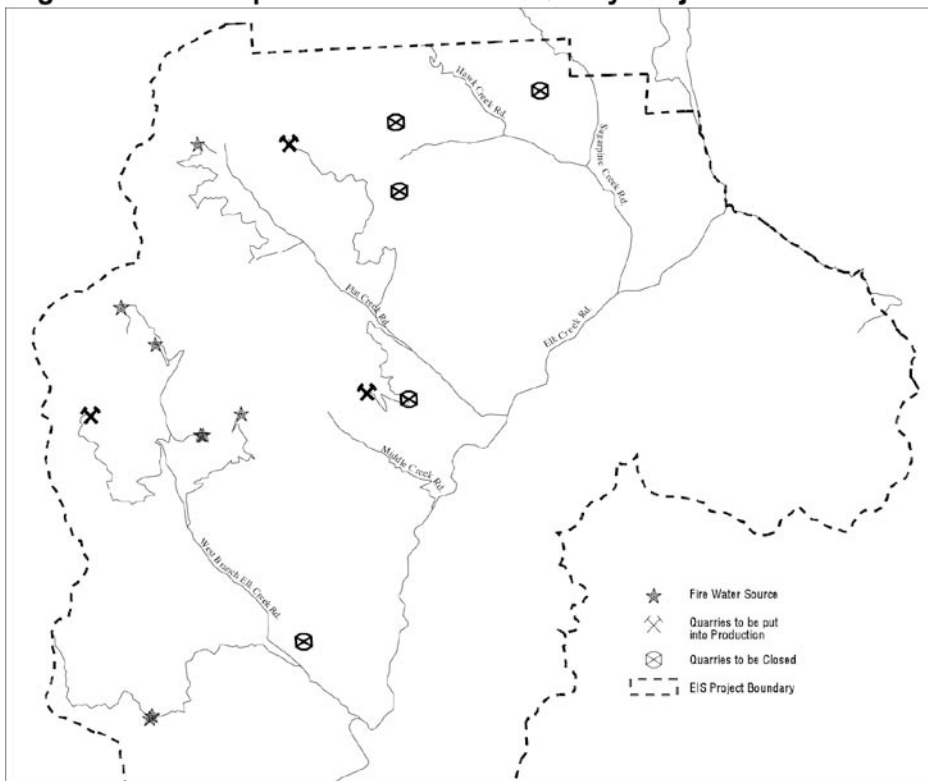 Hawk Creek Rd.
Sugarpine Creek Rd.
Flat Creek Rd.
Elk Creek Rd.
Middle Creek Rd.
West Branch Elk Creek Rd.
Fire Water Source
Quarries to be put
into Production
Quarries to be Closed
EIS Project Boundary